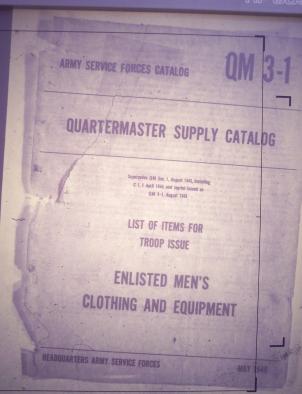 ARMY SERVICE FORCES CATALOG QM 3-1
QUARTERMASTER SUPPLY CATALOG
LIST OF ITEMS FOR
TROOP ISSUE
ENLISTED MEN'S
CLOTHING AND EQUIPMENT
HEADQUARTERS ARMY SERVICE FORCES MAY